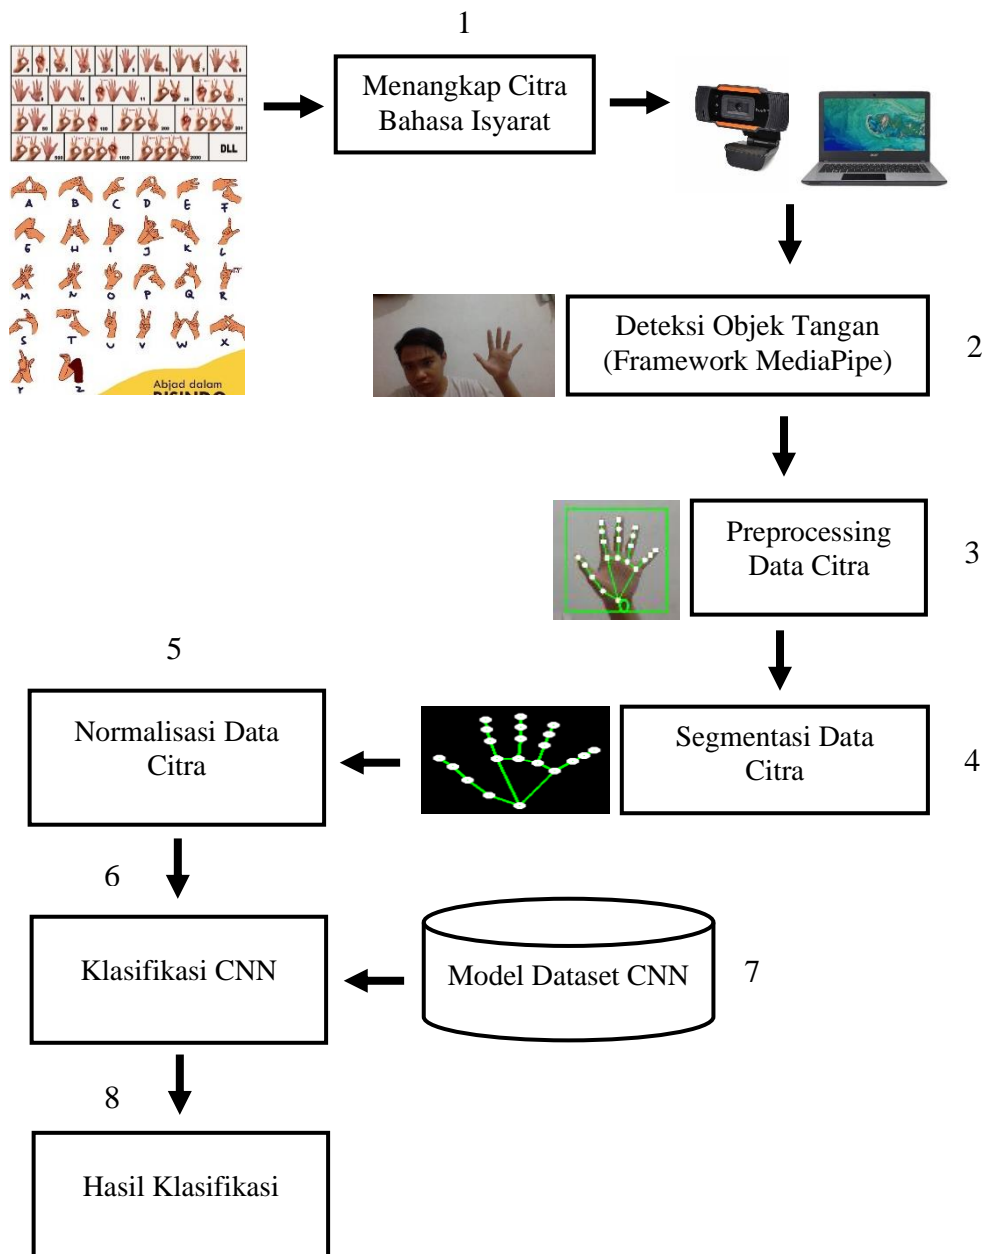 1
Menangkap Citra
Bahasa Isyarat
DLL
A B C D E F
G H I J K L
M N O P Q R
S T U V W X
Y Z
Abjad dalam
BISINDO
Deteksi Objek Tangan
(Framework MediaPipe)
2
Preprocessing
Data Citra
3
Segmentasi Data
Citra
4
5
Normalisasi Data
Citra
6
Klasifikasi CNN
Model Dataset CNN
7
8
Hasil Klasifikasi